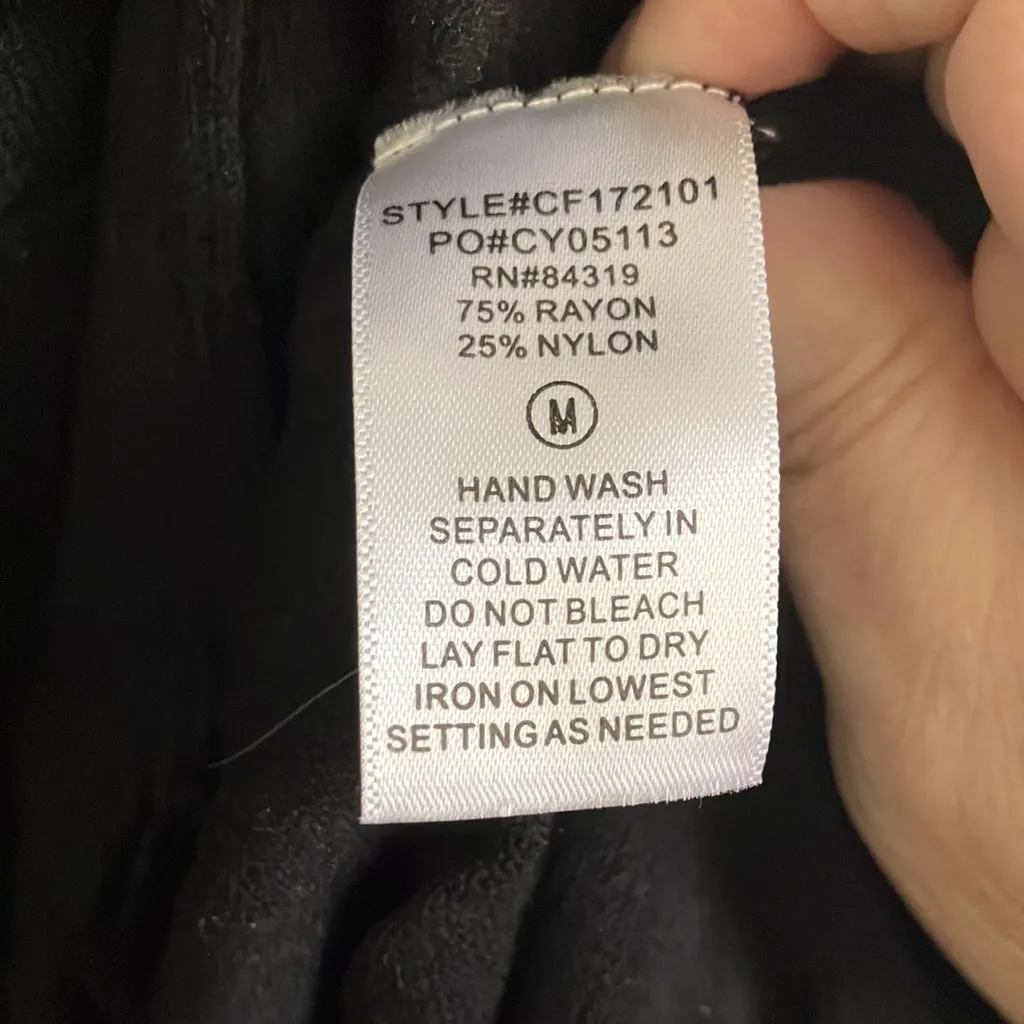 STYLE#CF172101
PO#CY05113
RN#84319
75% RAYON
25% NYLON
M
HAND WASH
SEPARATELY IN
COLD WATER
DO NOT BLEACH
LAY FLAT TO DRY
IRON ON LOWEST
SETTING AS NEEDED